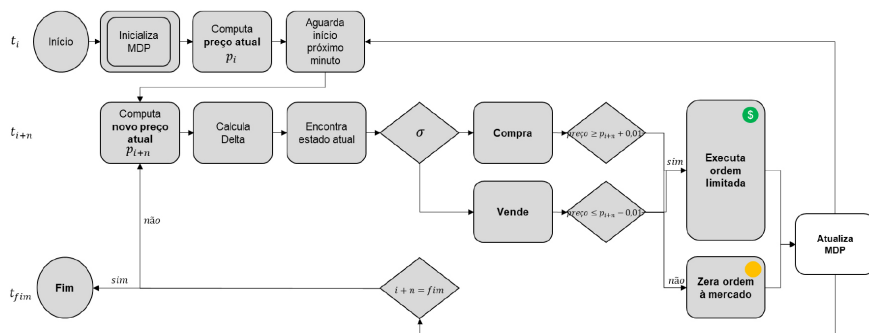 t_i
Início
Inicializa
MDP
Computa
preço atual
p_i
Aguarda
início
próximo
minuto
t_{i+n}
Computa
novo preço
atual
p_{i+n}
Calcula
Delta
Encontra
estado atual
σ
Compra
preço ≥ p_{i+n} + 0,01
sim
$
Executa
ordem
limitada
Vende
preço ≤ p_{i+n} − 0,01
não
Zera ordem
à mercado
Atualiza
MDP
não
t_{fim}
Fim
sim
i + n = fim